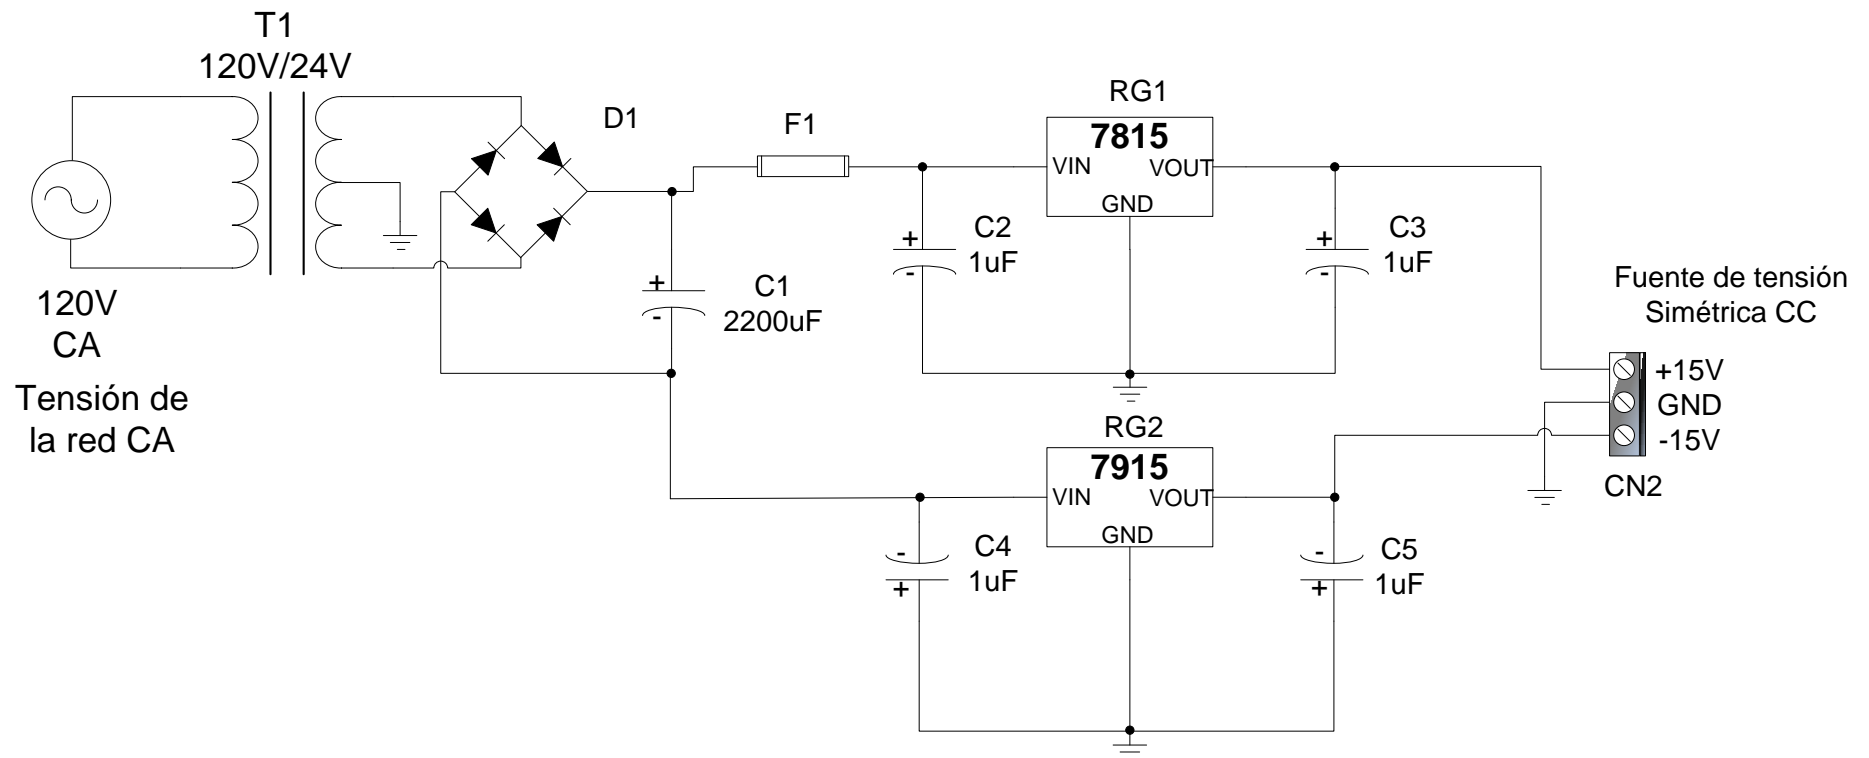 T1
120V/24V
D1
F1
RG1
7815
VIN
VOUT
GND
+
-
C2
1uF
+
-
C3
1uF
120V
CA
Tensión de
la red CA
+
-
C1
2200uF
Fuente de tensión
Simétrica CC
+15V
GND
-15V
CN2
RG2
7915
VIN
VOUT
GND
-
+
C4
1uF
-
+
C5
1uF